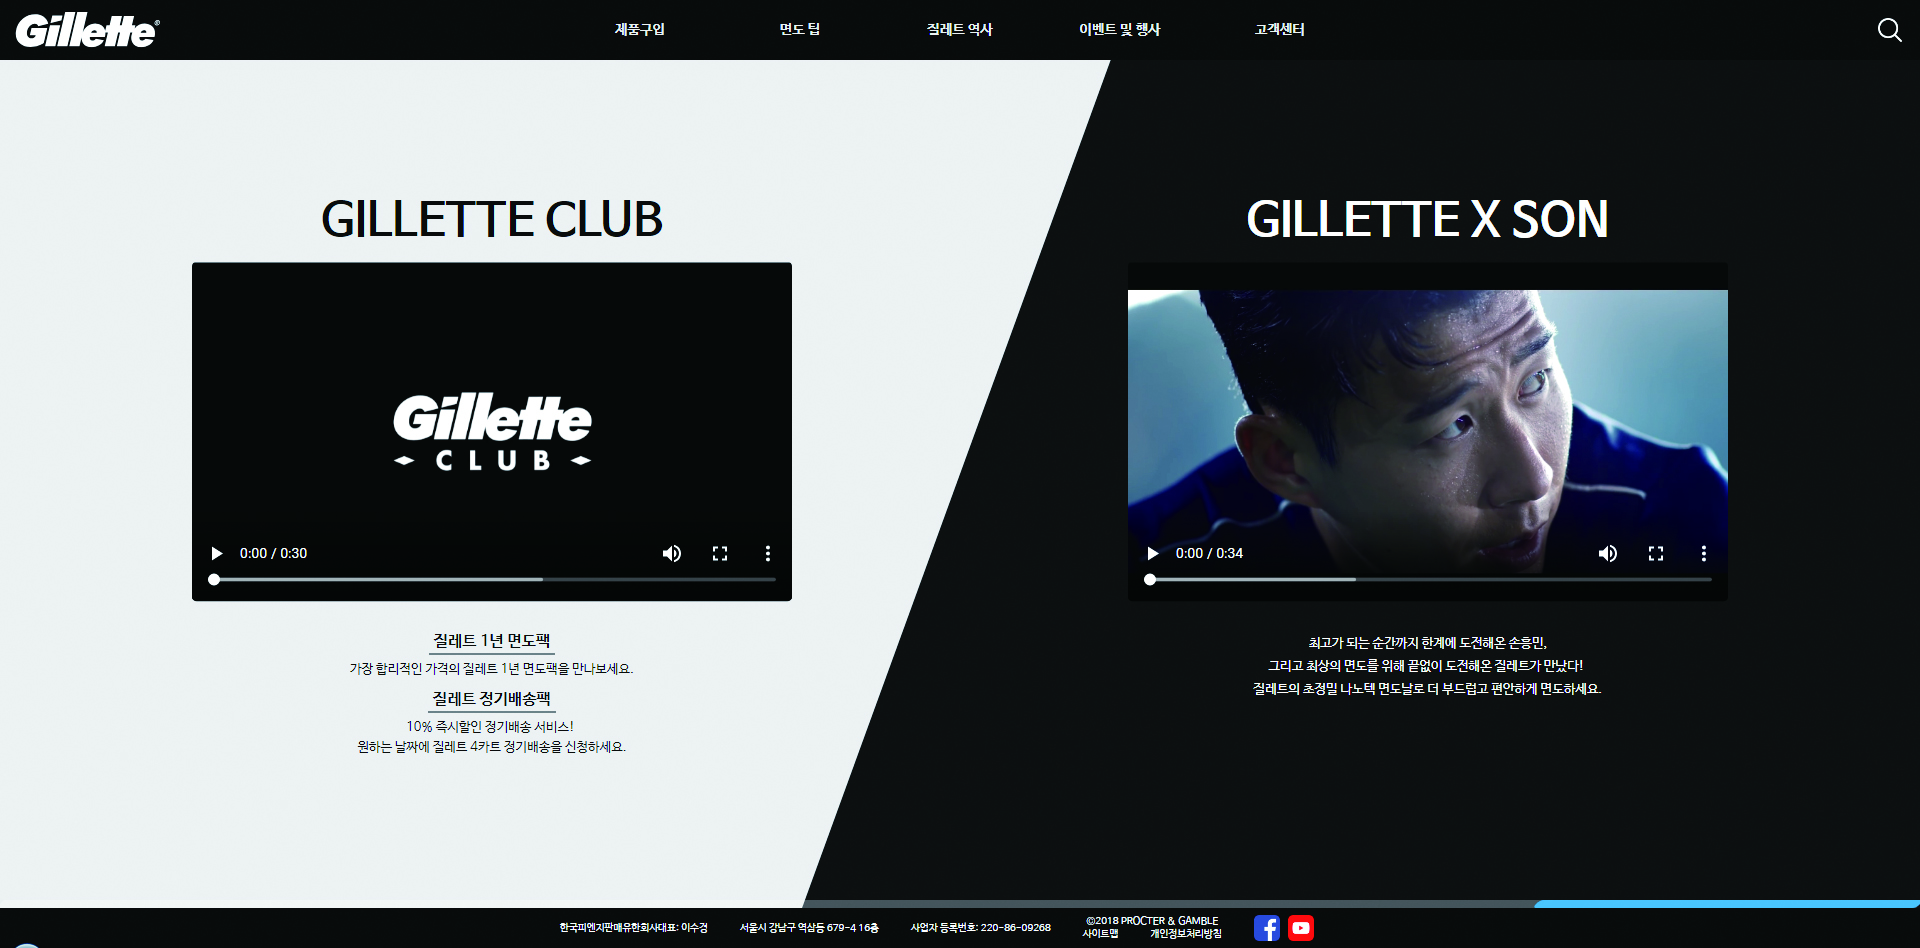 Gillette®
제품구입
면도 팁
질레트 역사
이벤트 및 행사
고객센터
GILLETTE CLUB
Gillette
CLUB
0:00 / 0:30
질레트 1년 면도팩
가장 합리적인 가격의 질레트 1년 면도팩을 만나보세요.
질레트 정기배송팩
10% 즉시할인 정기배송 서비스!
원하는 날짜에 질레트 4카트 정기배송을 신청하세요.
GILLETTE X SON
0:00 / 0:34
최고가 되는 순간까지 한계에 도전해온 손흥민,
그리고 최상의 면도를 위해 끝없이 도전해온 질레트가 만났다!
질레트의 초정밀 나노텍 면도날로 더 부드럽고 편안하게 면도하세요.
한국피엔지판매유한회사대표: 이수경
서울시 강남구 역삼동 679-4 16층
사업자 등록번호: 220-86-09268
©2018 PROCTER & GAMBLE
사이트맵
개인정보처리방침